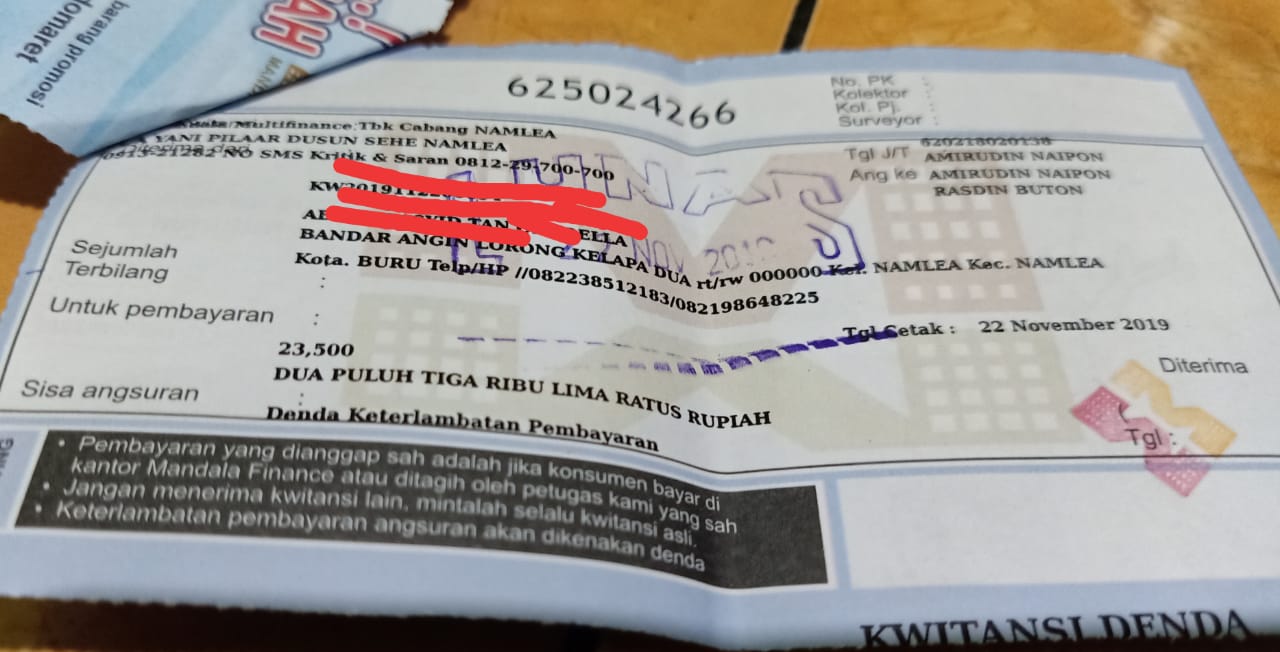 barang promosi
domaret
625024266
No. PK :
Kolektor :
Kol. Pj. :
Surveyor :
Multifinance Tbk Cabang NAMLEA
YANI PILAAR DUSUN SEHE NAMLEA
Diterima dari
NO SMS Kritik & Saran 0812-29-700-700
620218020138
Tgl J/T AMIRUDIN NAIPON
Ang ke AMIRUDIN NAIPON
RASDIN BUTON
LUNAS
NOV 2019
BANDAR ANGIN LORONG KELAPA DUA rt/rw 000000 Kel. NAMLEA Kec. NAMLEA
Kota. BURU Telp/HP //082238512183/082198648225
Sejumlah
Terbilang :
Untuk pembayaran :
Tgl Cetak : 22 November 2019
23,500
DUA PULUH TIGA RIBU LIMA RATUS RUPIAH
Diterima
Sisa angsuran :
Denda Keterlambatan Pembayaran
Tgl :
• Pembayaran yang dianggap sah adalah jika konsumen bayar di
kantor Mandala Finance atau ditagih oleh petugas kami yang sah
• Jangan menerima kwitansi lain, mintalah selalu kwitansi asli.
• Keterlambatan pembayaran angsuran akan dikenakan denda
KWITANSI DENDA